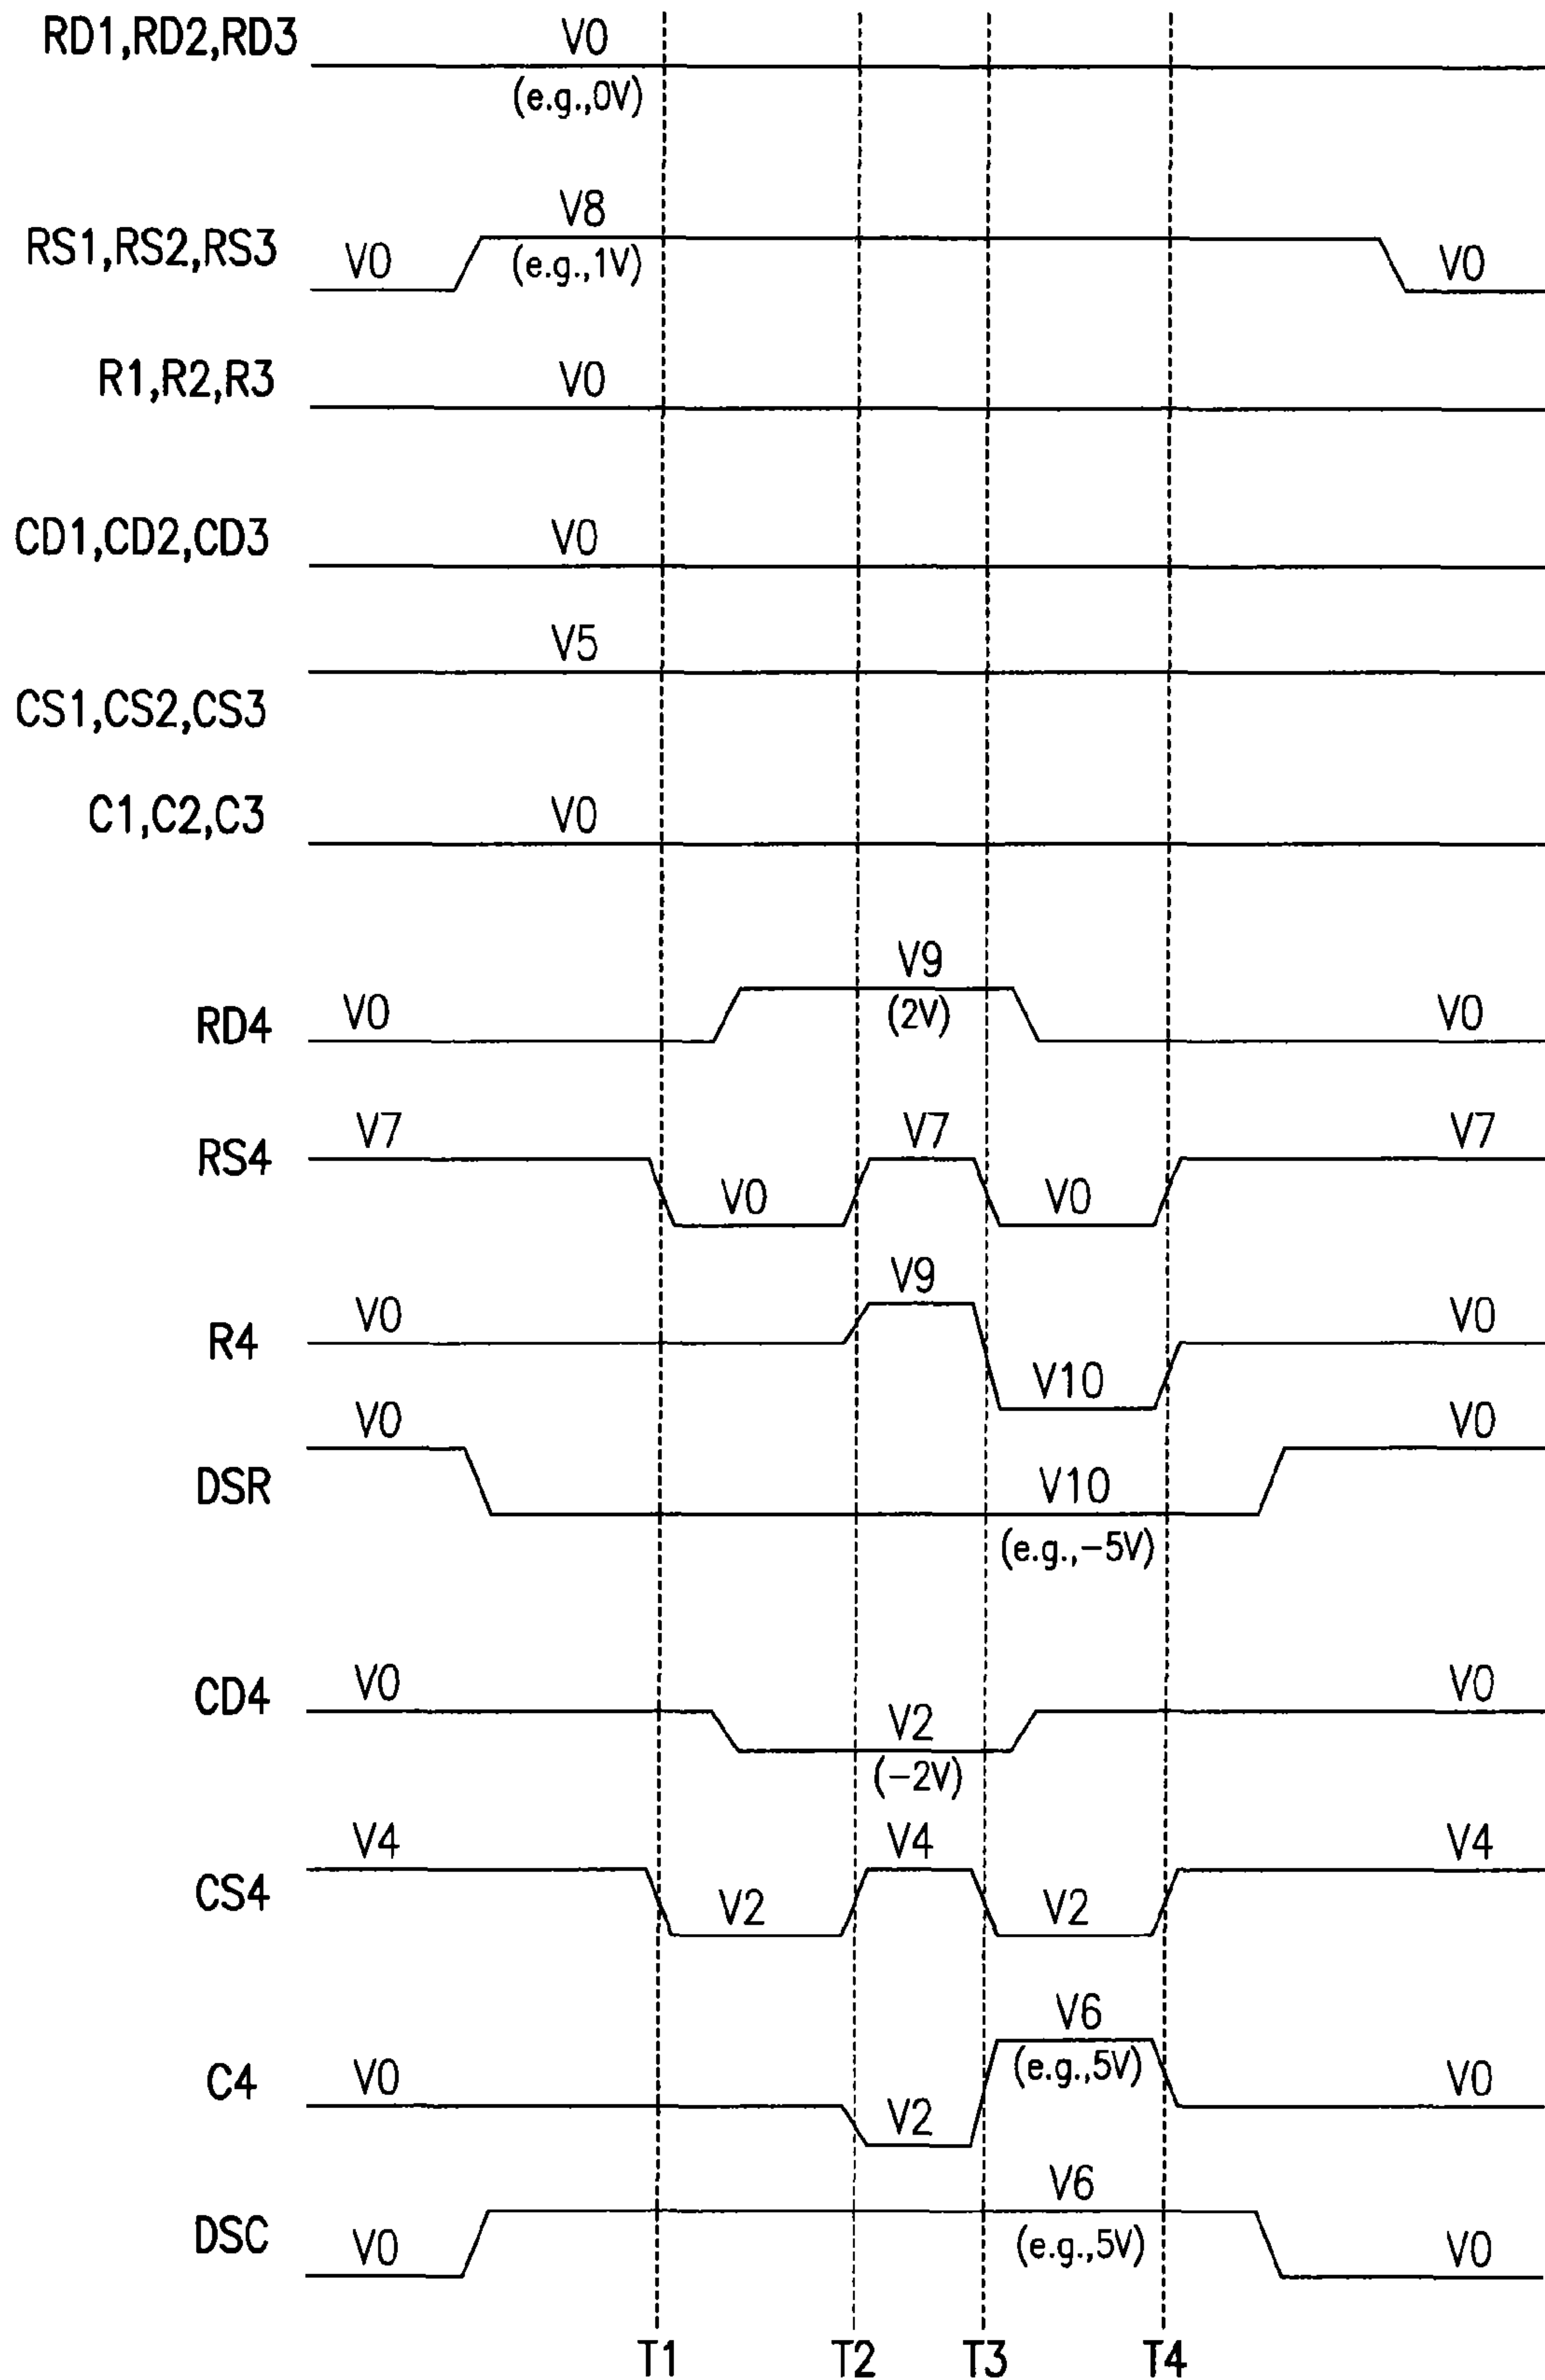 RD1,RD2,RD3 V0
(e.g.,0V)
V8
RS1,RS2,RS3 V0 (e.g.,1V) V0
R1,R2,R3 V0
CD1,CD2,CD3 V0
V5
CS1,CS2,CS3
C1,C2,C3 V0
V9
RD4 V0 (2V) V0
V7 V7 V7
RS4 V0 V0
V9
R4 V0 V10 V0
V0 V0
DSR V10
(e.g.,-5V)
CD4 V0 V2 V0
(-2V)
V4 V4 V4
CS4 V2 V2
V6
C4 V0 (e.g.,5V) V0
V2
V6
DSC V0 (e.g.,5V) V0
T1 T2 T3 T4